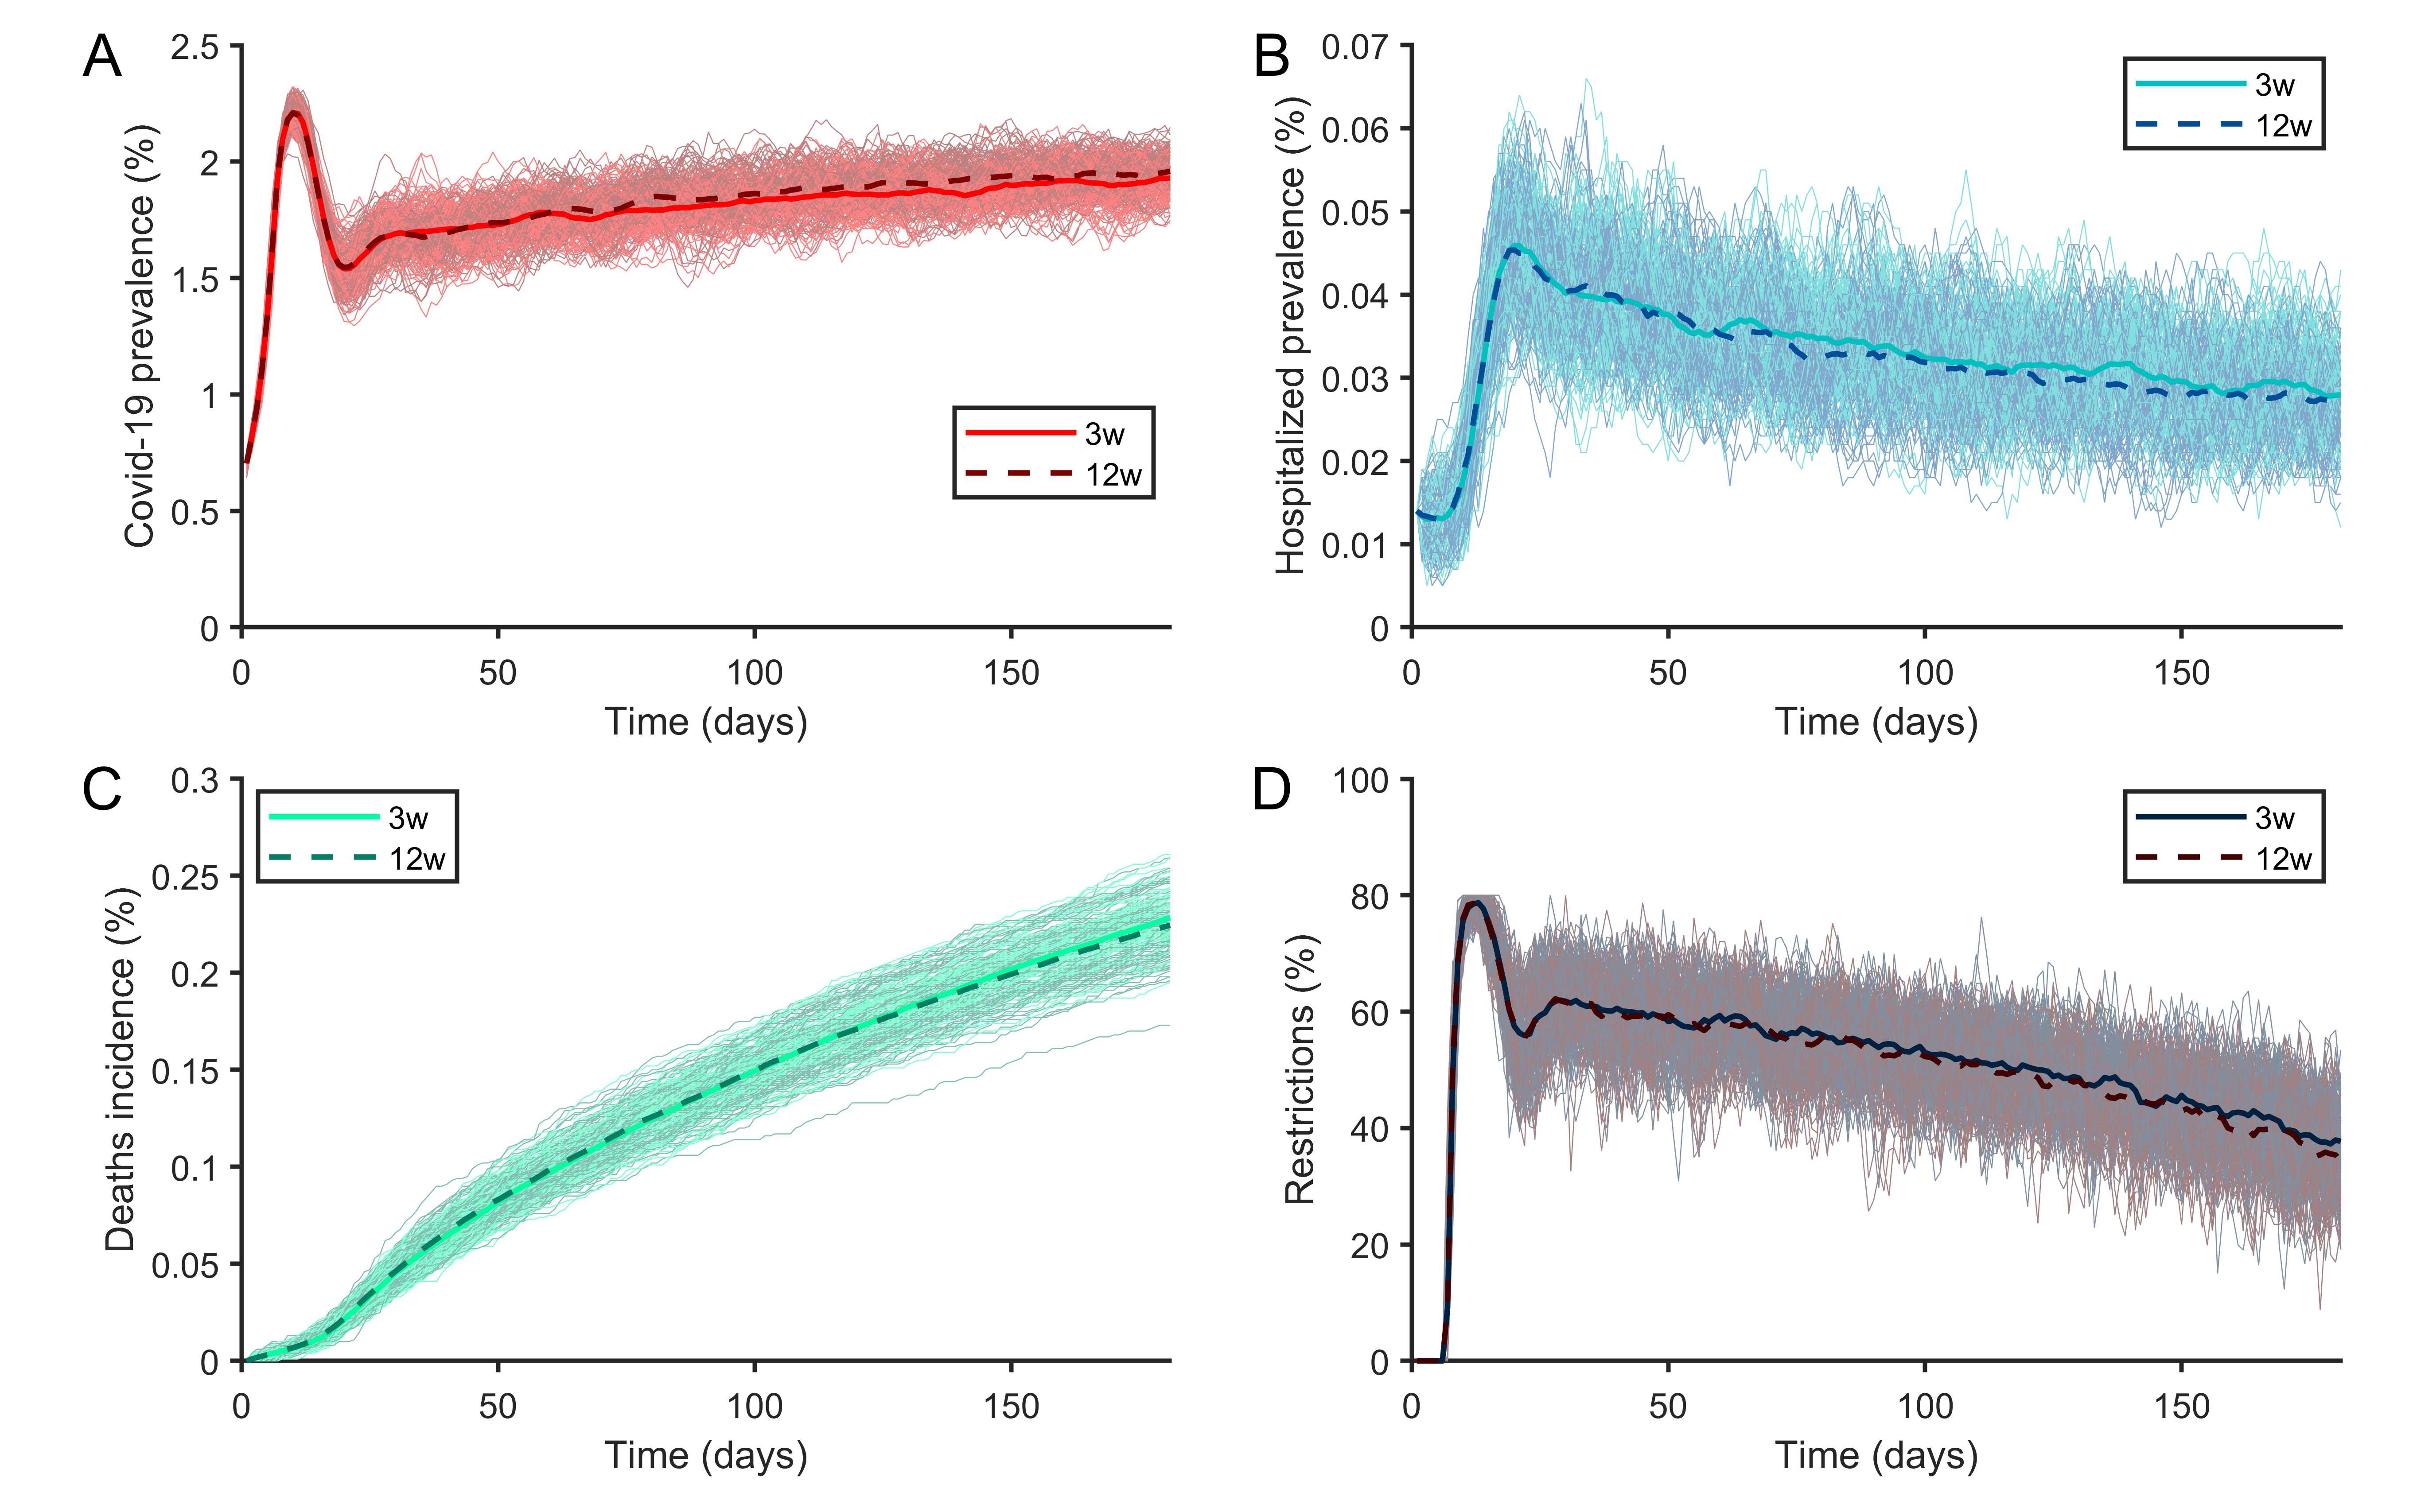 A
2.5
2
1.5
1
0.5
0
Covid-19 prevalence (%)
3w
12w
0
50
100
150
Time (days)
B
0.07
0.06
0.05
0.04
0.03
0.02
0.01
0
Hospitalized prevalence (%)
3w
12w
0
50
100
150
Time (days)
C
0.3
0.25
0.2
0.15
0.1
0.05
0
Deaths incidence (%)
3w
12w
0
50
100
150
Time (days)
D
100
80
60
40
20
0
Restrictions (%)
3w
12w
0
50
100
150
Time (days)